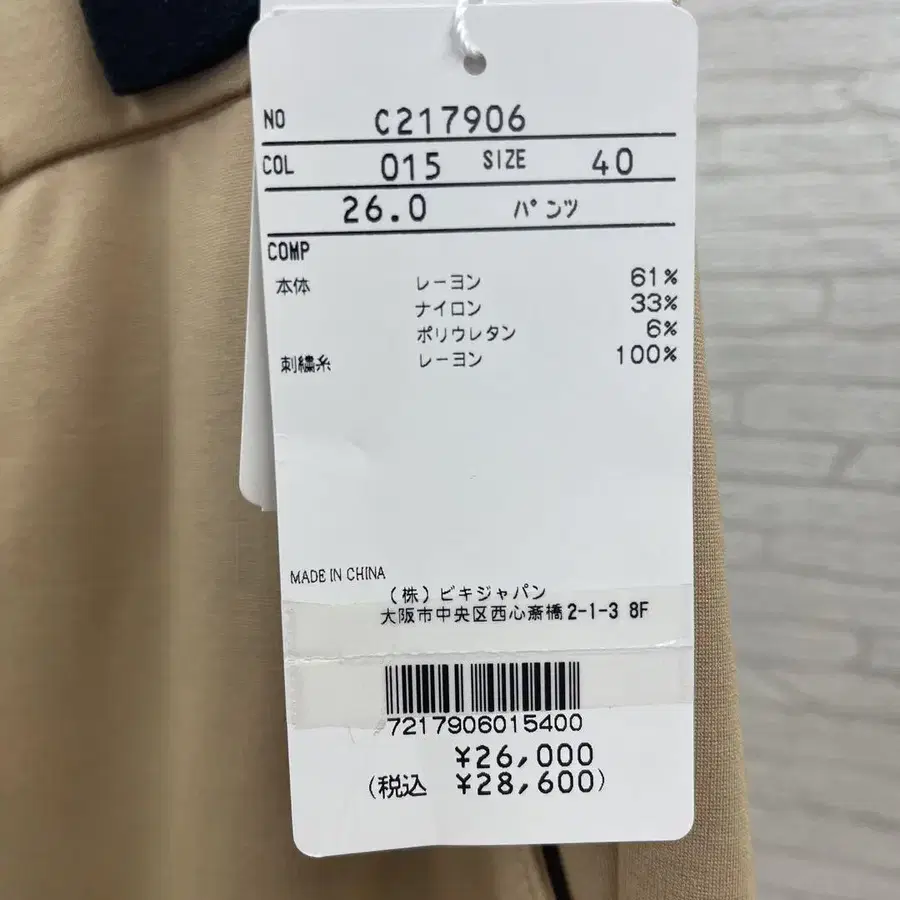 NO C217906
COL 015 SIZE 40
26.0 パンツ
COMP
本体 レーヨン 61%
ナイロン 33%
ポリウレタン 6%
刺繍糸 レーヨン 100%
MADE IN CHINA
(株)ビキジャパン
大阪市中央区西心斎橋2-1-3 8F
7217906015400
¥26,000
(税込 ¥28,600)